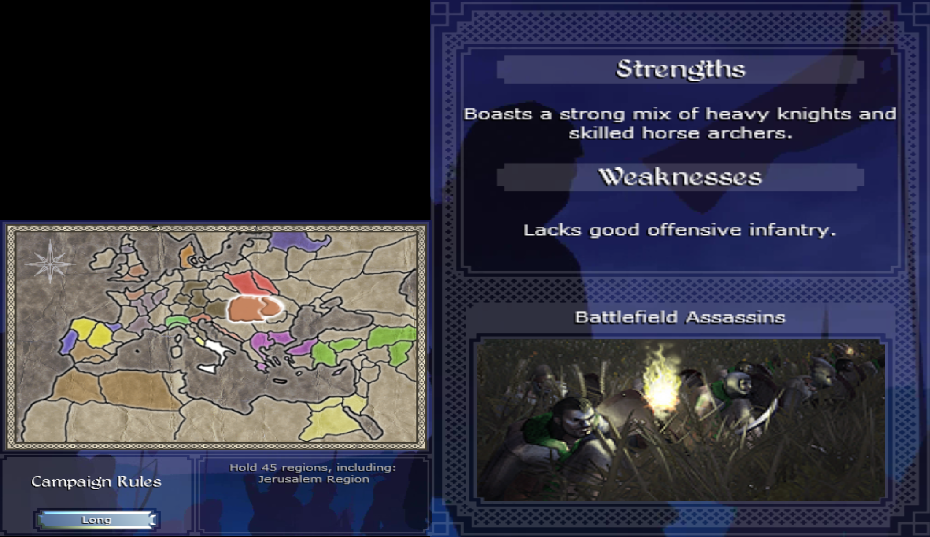 Strengths
Boasts a strong mix of heavy knights and
skilled horse archers.
Weaknesses
Lacks good offensive infantry.
Battlefield Assassins
Campaign Rules
Long
Hold 45 regions, including:
Jerusalem Region